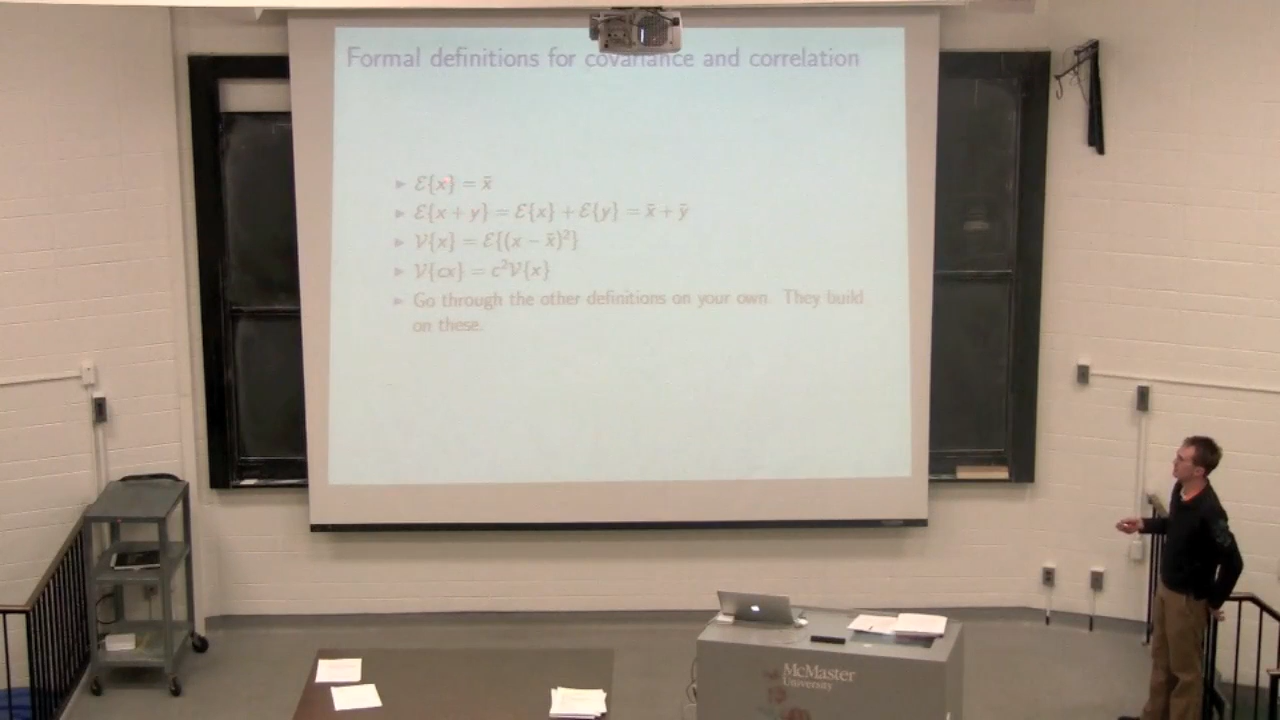 Formal definitions for covariance and correlation
► ℰ{x} = x̄
► ℰ{x + y} = ℰ{x} + ℰ{y} = x̄ + ȳ
► 𝒱{x} = ℰ{(x − x̄)²}
► 𝒱{cx} = c²𝒱{x}
► Go through the other definitions on your own. They build
on these.
McMaster
University